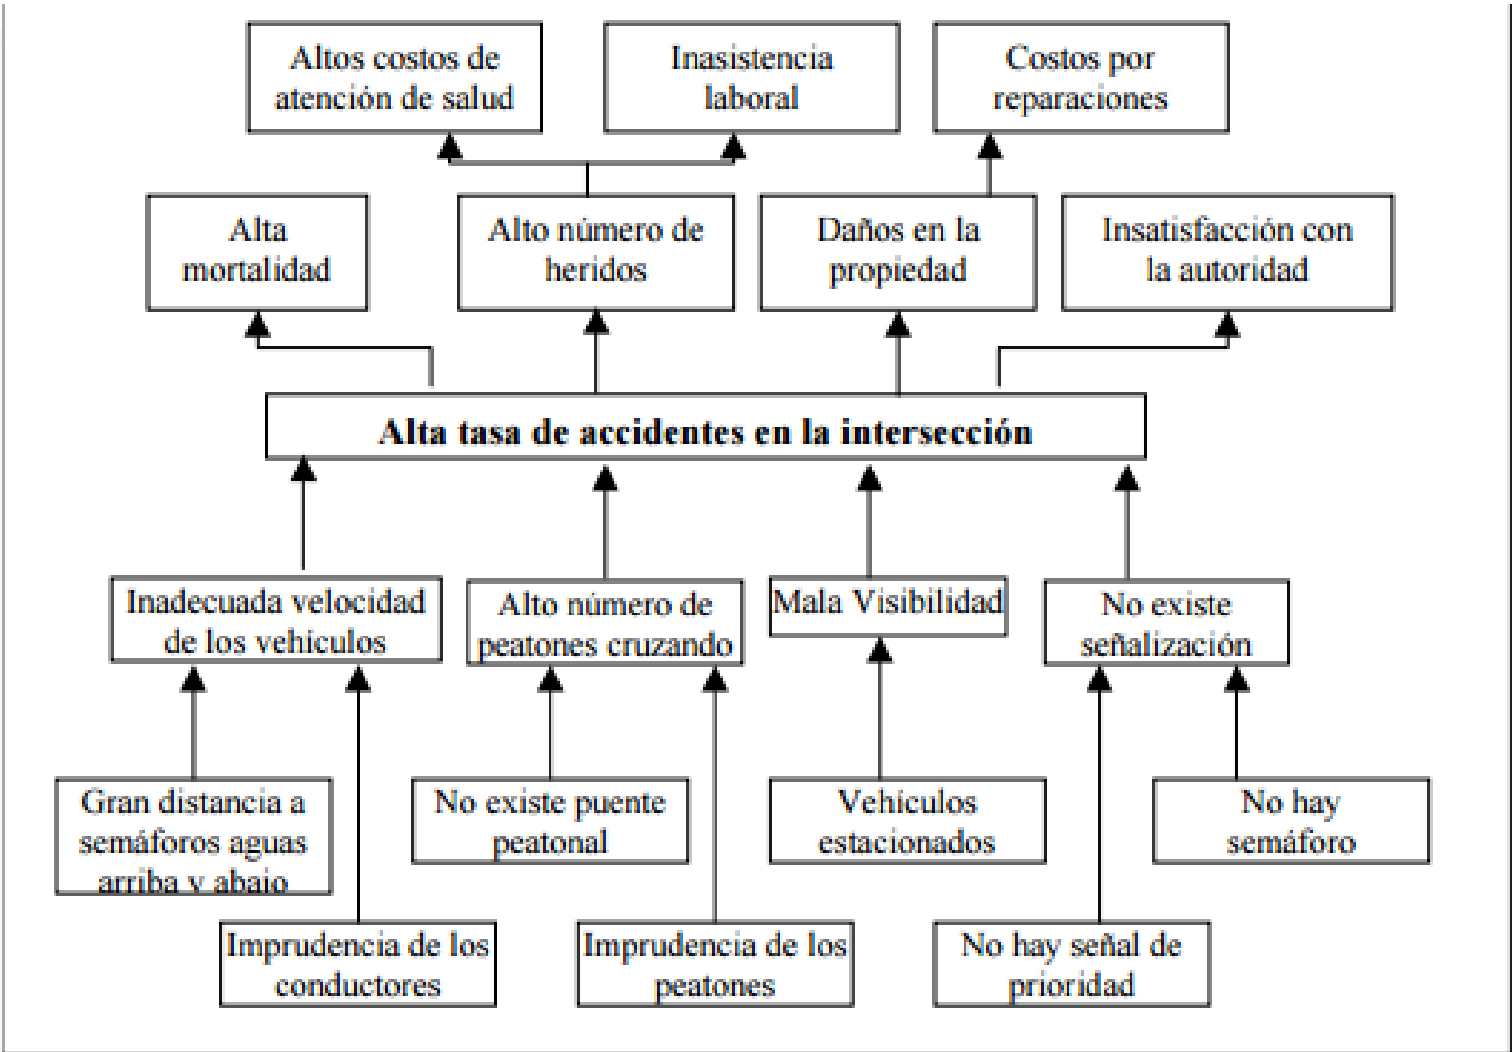 Altos costos de
atención de salud
Inasistencia
laboral
Costos por
reparaciones
Alta
mortalidad
Alto número de
heridos
Daños en la
propiedad
Insatisfacción con
la autoridad
Alta tasa de accidentes en la intersección
Inadecuada velocidad
de los vehículos
Alto número de
peatones cruzando
Mala Visibilidad
No existe
señalización
Gran distancia a
semáforos aguas
arriba y abajo
No existe puente
peatonal
Vehículos
estacionados
No hay
semáforo
Imprudencia de los
conductores
Imprudencia de los
peatones
No hay señal de
prioridad